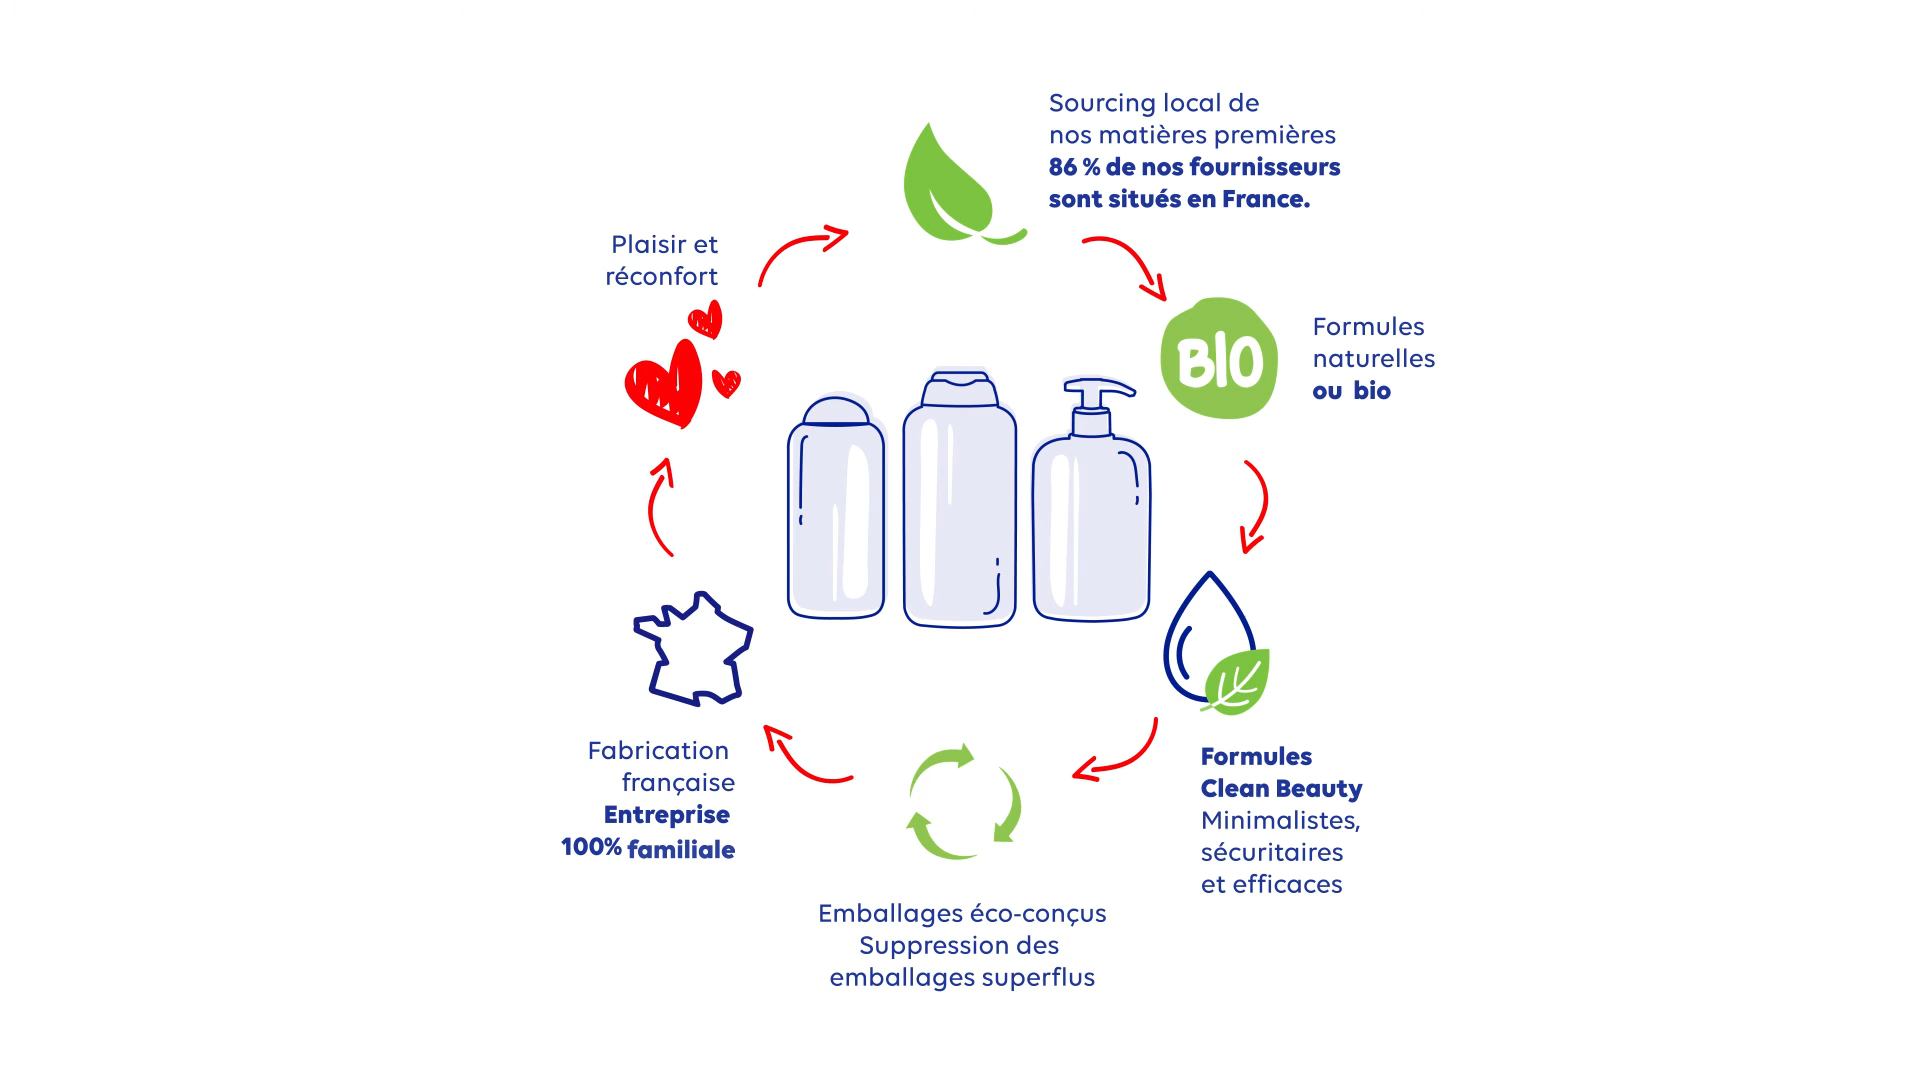 Sourcing local de
nos matières premières
86 % de nos fournisseurs
sont situés en France.
BIO
Formules
naturelles
ou bio
Formules
Clean Beauty
Minimalistes,
sécuritaires
et efficaces
Emballages éco-conçus
Suppression des
emballages superflus
Fabrication
française
Entreprise
100% familiale
Plaisir et
réconfort